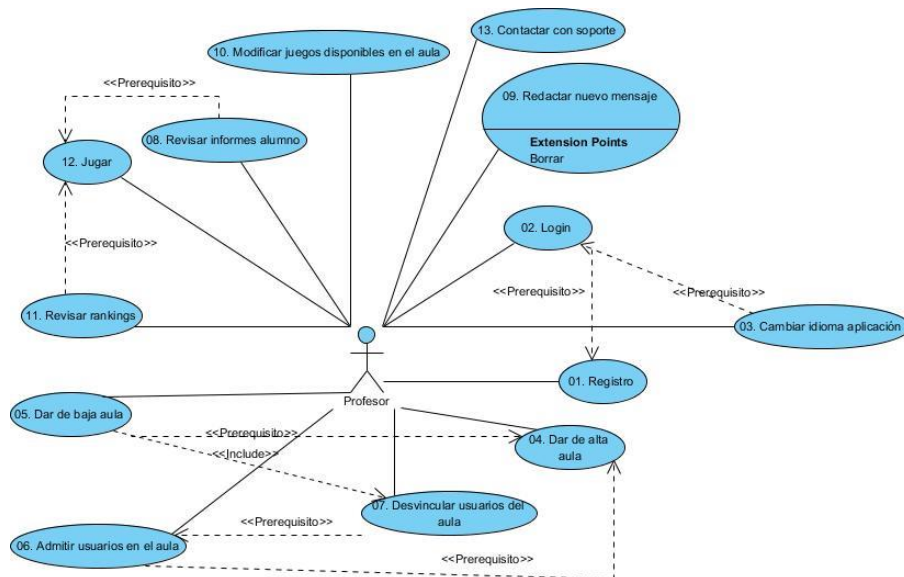 13. Contactar con soporte
10. Modificar juegos disponibles en el aula
<<Prerequisito>>
09. Redactar nuevo mensaje
Extension Points
Borrar
08. Revisar informes alumno
12. Jugar
02. Login
<<Prerequisito>>
<<Prerequisito>>
<<Prerequisito>>
11. Revisar rankings
03. Cambiar idioma aplicación
01. Registro
Profesor
05. Dar de baja aula
<<Prerequisito>>
04. Dar de alta
aula
<<Include>>
07. Desvincular usuarios del
aula
<<Prerequisito>>
06. Admitir usuarios en el aula
<<Prerequisito>>